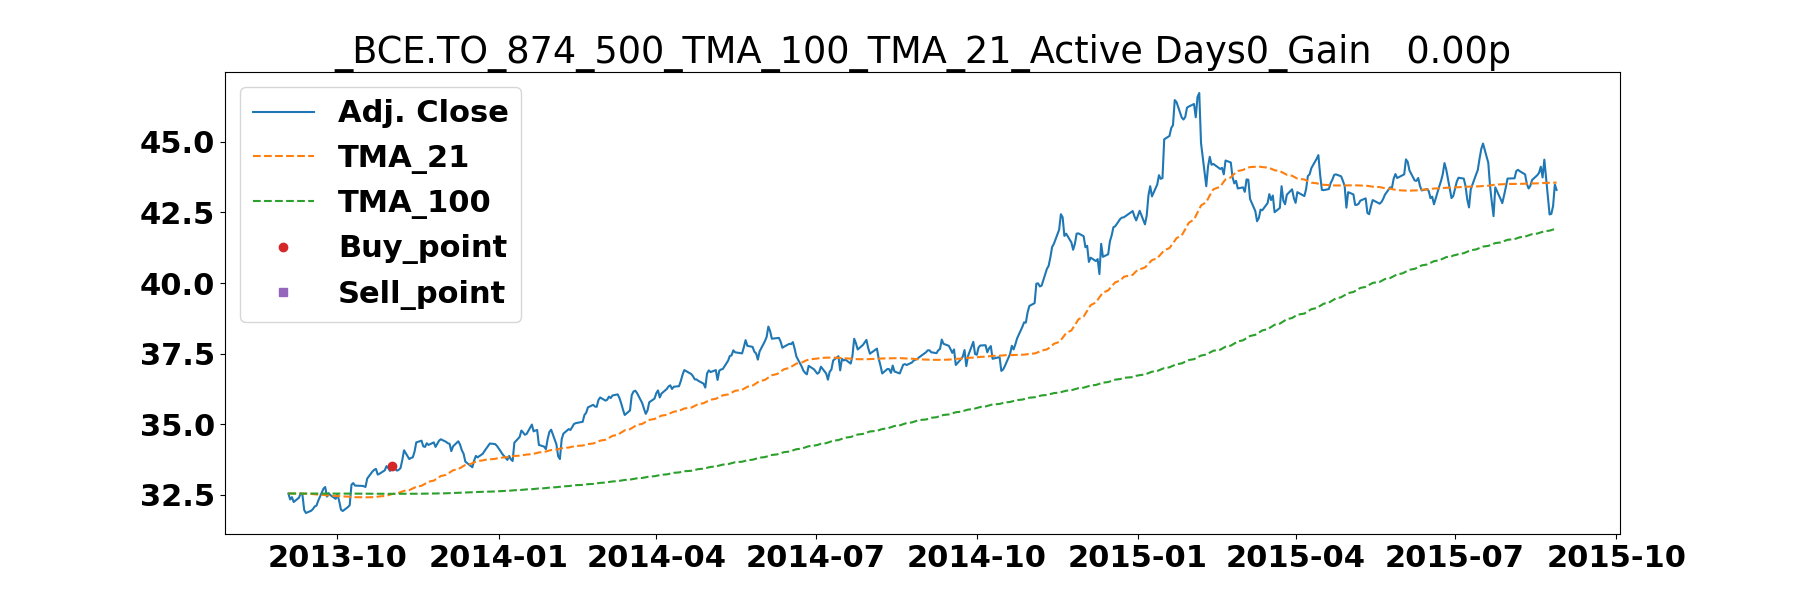 _BCE.TO_874_500_TMA_100_TMA_21_Active Days0_Gain   0.00p
Adj. Close
TMA_21
TMA_100
Buy_point
Sell_point
45.0
42.5
40.0
37.5
35.0
32.5
2013-10 2014-01 2014-04 2014-07 2014-10 2015-01 2015-04 2015-07 2015-10